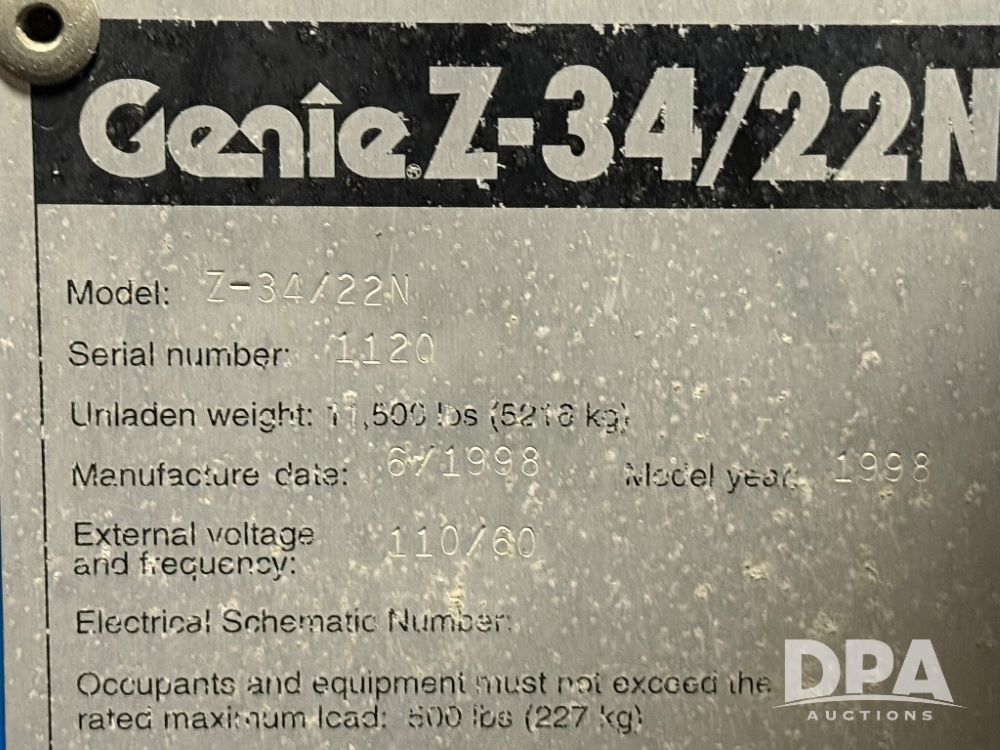 Genie® Z-34/22N
Model: Z-34/22N
Serial number: 1120
Unladen weight: 11,500 lbs (5216 kg)
Manufacture date: 6/1998 Model year: 1998
External voltage
and frequency: 110/60
Electrical Schematic Number:
Occupants and equipment must not exceed the
rated maximum load: 500 lbs (227 kg)
DPA
AUCTIONS